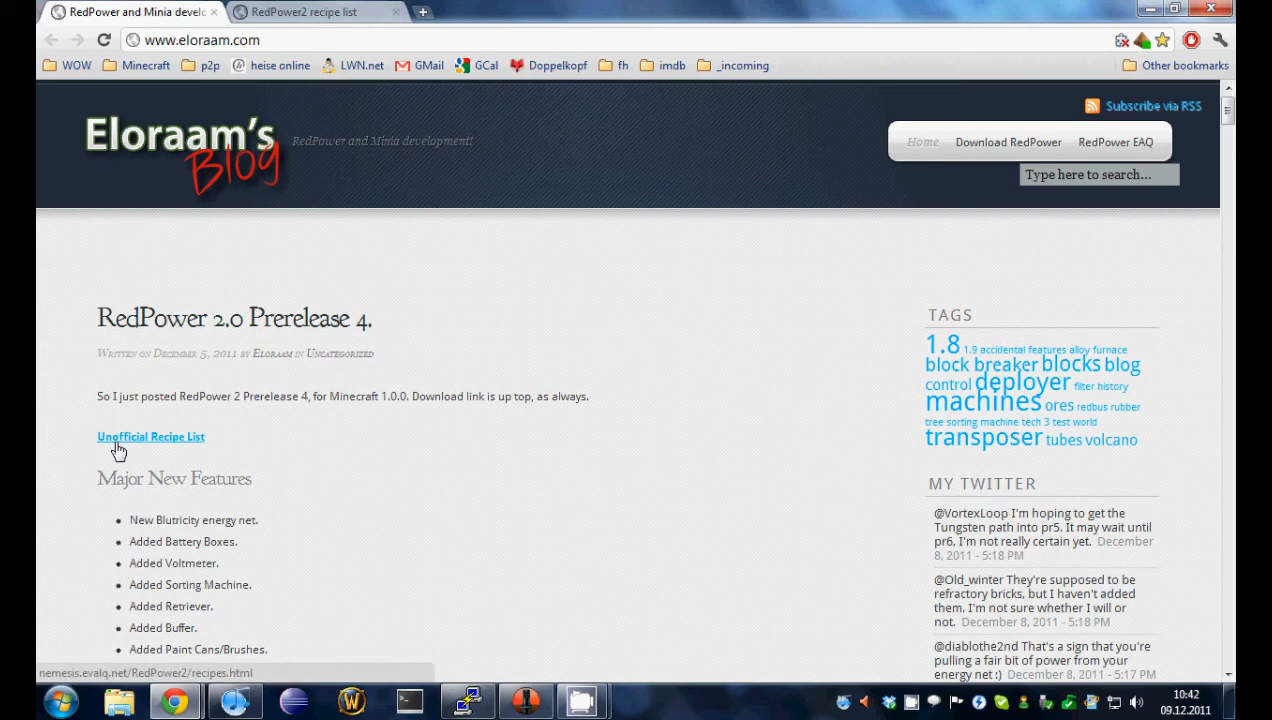 RedPower and Minia develo
RedPower2 recipe list
www.eloraam.com
WOW
Minecraft
p2p
heise online
LWN.net
GMail
GCal
Doppelkopf
fh
imdb
_incoming
Other bookmarks
Subscribe via RSS
Eloraam's
Blog
RedPower and Minia development!
Home
Download RedPower
RedPower EAQ
Type here to search...
RedPower 2.0 Prerelease 4.
Written on December 5, 2011 by Eloraam in Uncategorized
So I just posted RedPower 2 Prerelease 4, for Minecraft 1.0.0. Download link is up top, as always.
Unofficial Recipe List
Major New Features
New Blutricity energy net.
Added Battery Boxes.
Added Voltmeter.
Added Sorting Machine.
Added Retriever.
Added Buffer.
Added Paint Cans/Brushes.
TAGS
1.8 1.9 accidental features alloy furnace
block breaker blocks blog
control deployer filter history
machines ores redbus rubber
tree sorting machine tech 3 test world
transposer tubes volcano
MY TWITTER
@VortexLoop I'm hoping to get the
Tungsten path into pr5. It may wait until
pr6, I'm not really certain yet. December
8, 2011 - 5:18 PM
@Old_winter They're supposed to be
refractory bricks, but I haven't added
them. I'm not sure whether I will or
not. December 8, 2011 - 5:18 PM
@diablothe2nd That's a sign that you're
pulling a fair bit of power from your
energy net :) December 8, 2011 - 5:17 PM
nemesis.evalq.net/RedPower2/recipes.html
10:42
09.12.2011